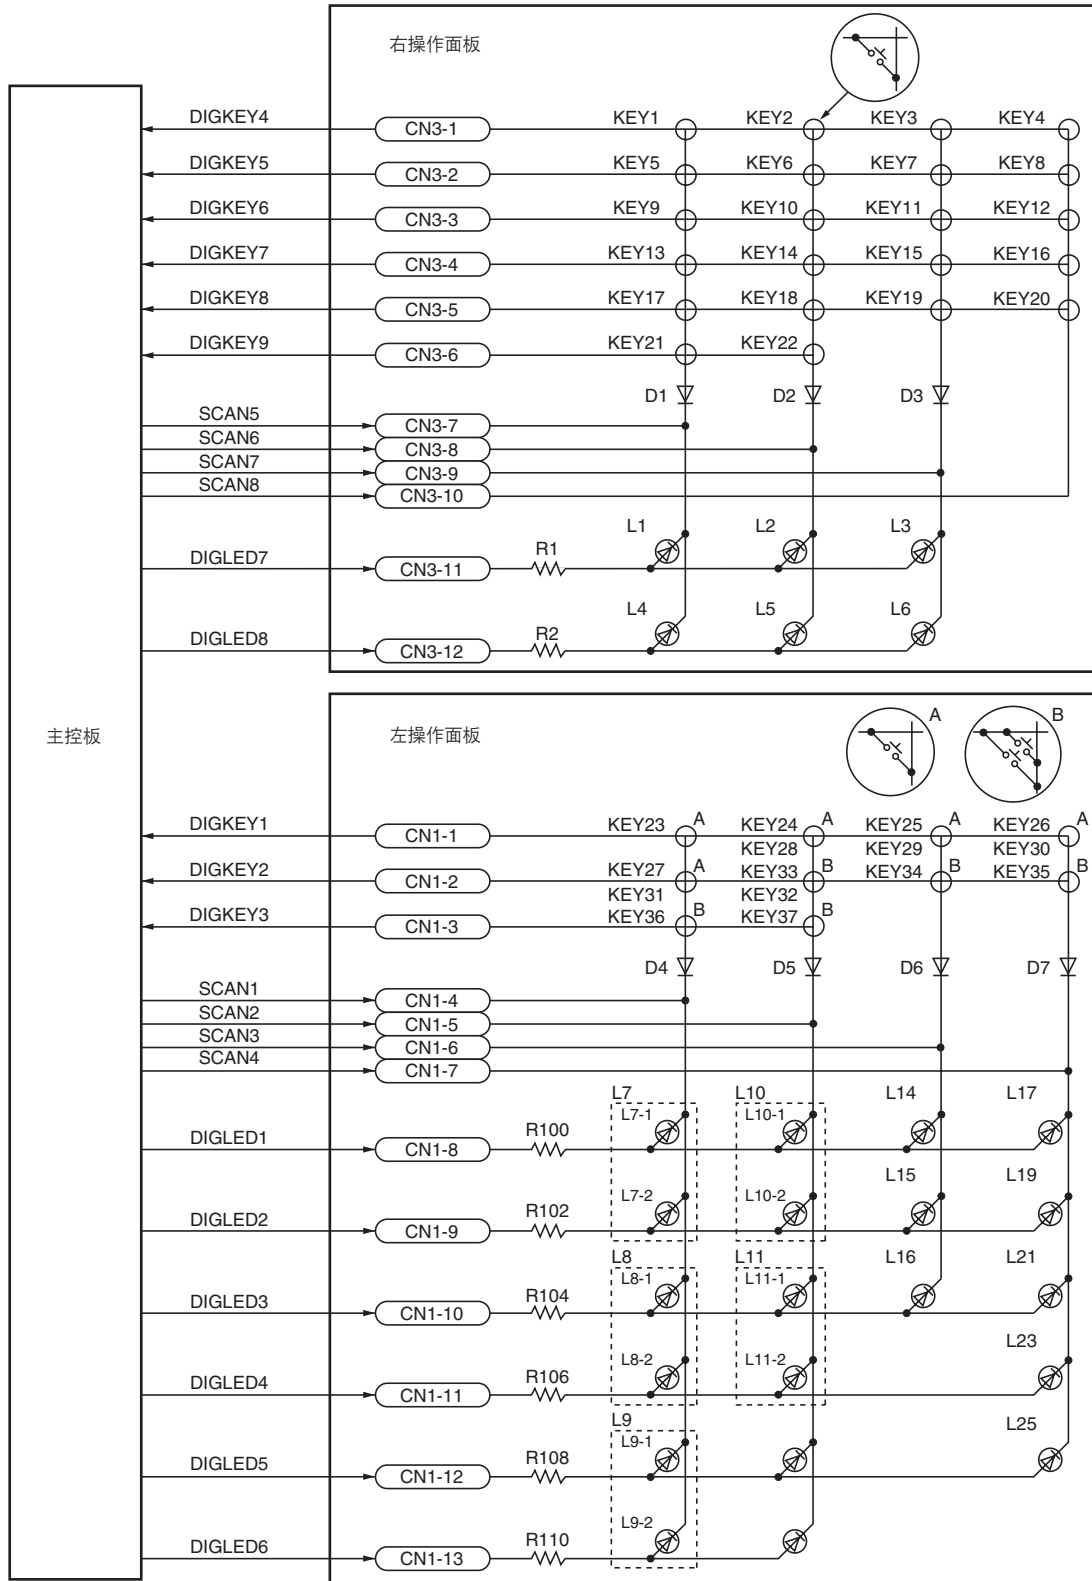 右操作面板
DIGKEY4 CN3-1 KEY1 KEY2 KEY3 KEY4
DIGKEY5 CN3-2 KEY5 KEY6 KEY7 KEY8
DIGKEY6 CN3-3 KEY9 KEY10 KEY11 KEY12
DIGKEY7 CN3-4 KEY13 KEY14 KEY15 KEY16
DIGKEY8 CN3-5 KEY17 KEY18 KEY19 KEY20
DIGKEY9 CN3-6 KEY21 KEY22
D1 D2 D3
SCAN5 CN3-7
SCAN6 CN3-8
SCAN7 CN3-9
SCAN8 CN3-10
L1 L2 L3
DIGLED7 CN3-11 R1
L4 L5 L6
DIGLED8 CN3-12 R2
主控板
左操作面板
A B
DIGKEY1 CN1-1 KEY23 A KEY24 A KEY25 A KEY26 A
KEY28 KEY29 KEY30
DIGKEY2 CN1-2 KEY27 A KEY33 B KEY34 B KEY35 B
KEY31 KEY32
DIGKEY3 CN1-3 KEY36 B KEY37 B
D4 D5 D6 D7
SCAN1 CN1-4
SCAN2 CN1-5
SCAN3 CN1-6
SCAN4 CN1-7
L7 L10 L14 L17
L7-1 L10-1
DIGLED1 CN1-8 R100
L15 L19
L7-2 L10-2
DIGLED2 CN1-9 R102
L8 L11 L16 L21
L8-1 L11-1
DIGLED3 CN1-10 R104
L23
L8-2 L11-2
DIGLED4 CN1-11 R106
L9 L25
L9-1
DIGLED5 CN1-12 R108
L9-2
DIGLED6 CN1-13 R110